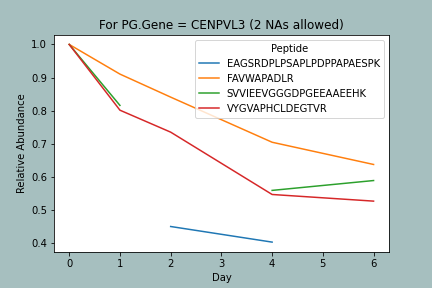 For PG.Gene = CENPVL3 (2 NAs allowed)
Relative Abundance
1.0
0.9
0.8
0.7
0.6
0.5
0.4
Peptide
EAGSRDPLPSAPLPDPPAPAESPK
FAVWAPADLR
SVVIEEVGGGDPGEEAAEEHK
VYGVAPHCLDEGTVR
0 1 2 3 4 5 6
Day